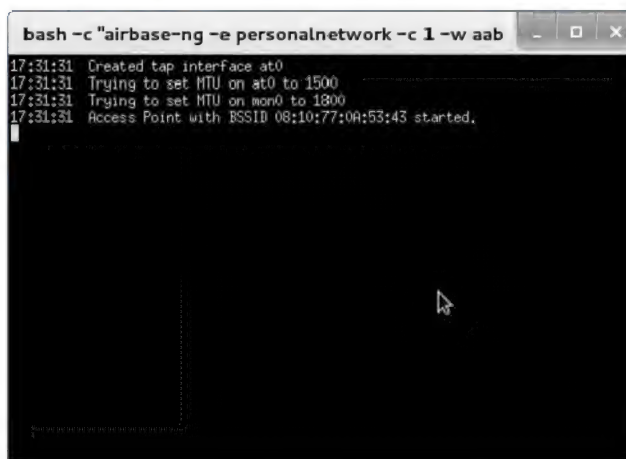 bash -c "airbase-ng -e personalnetwork -c 1 -w aab
17:31:31 Created tap interface at0
17:31:31 Trying to set MTU on at0 to 1500
17:31:31 Trying to set MTU on mon0 to 1800
17:31:31 Access Point with BSSID 08:10:77:0A:53:43 started.